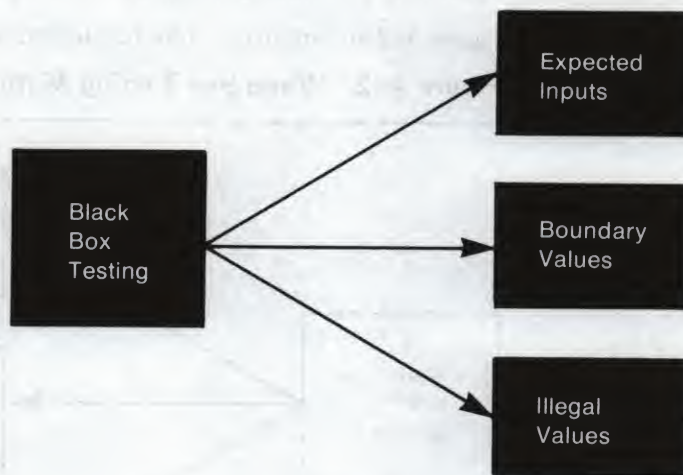 Black
Box
Testing
Expected
Inputs
Boundary
Values
Illegal
Values